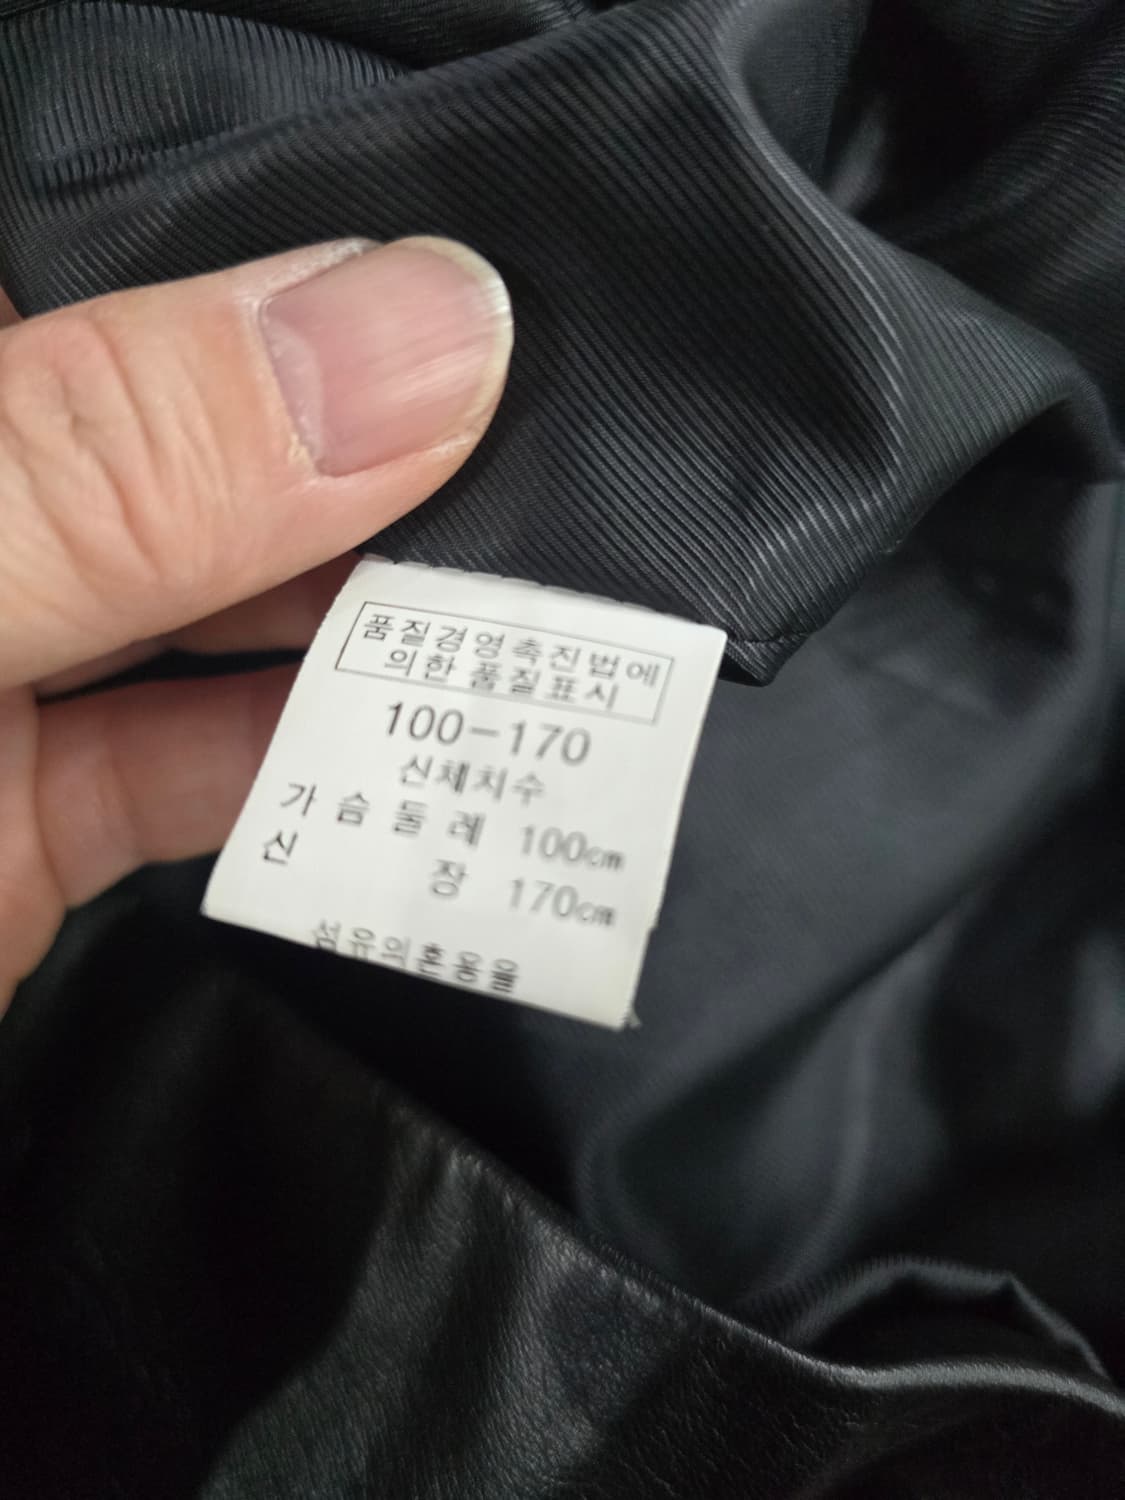 품질경영촉진법에
의한 품질표시
100-170
신체치수
가 슴 둘 레 100cm
신 장 170cm
섬유의혼용율